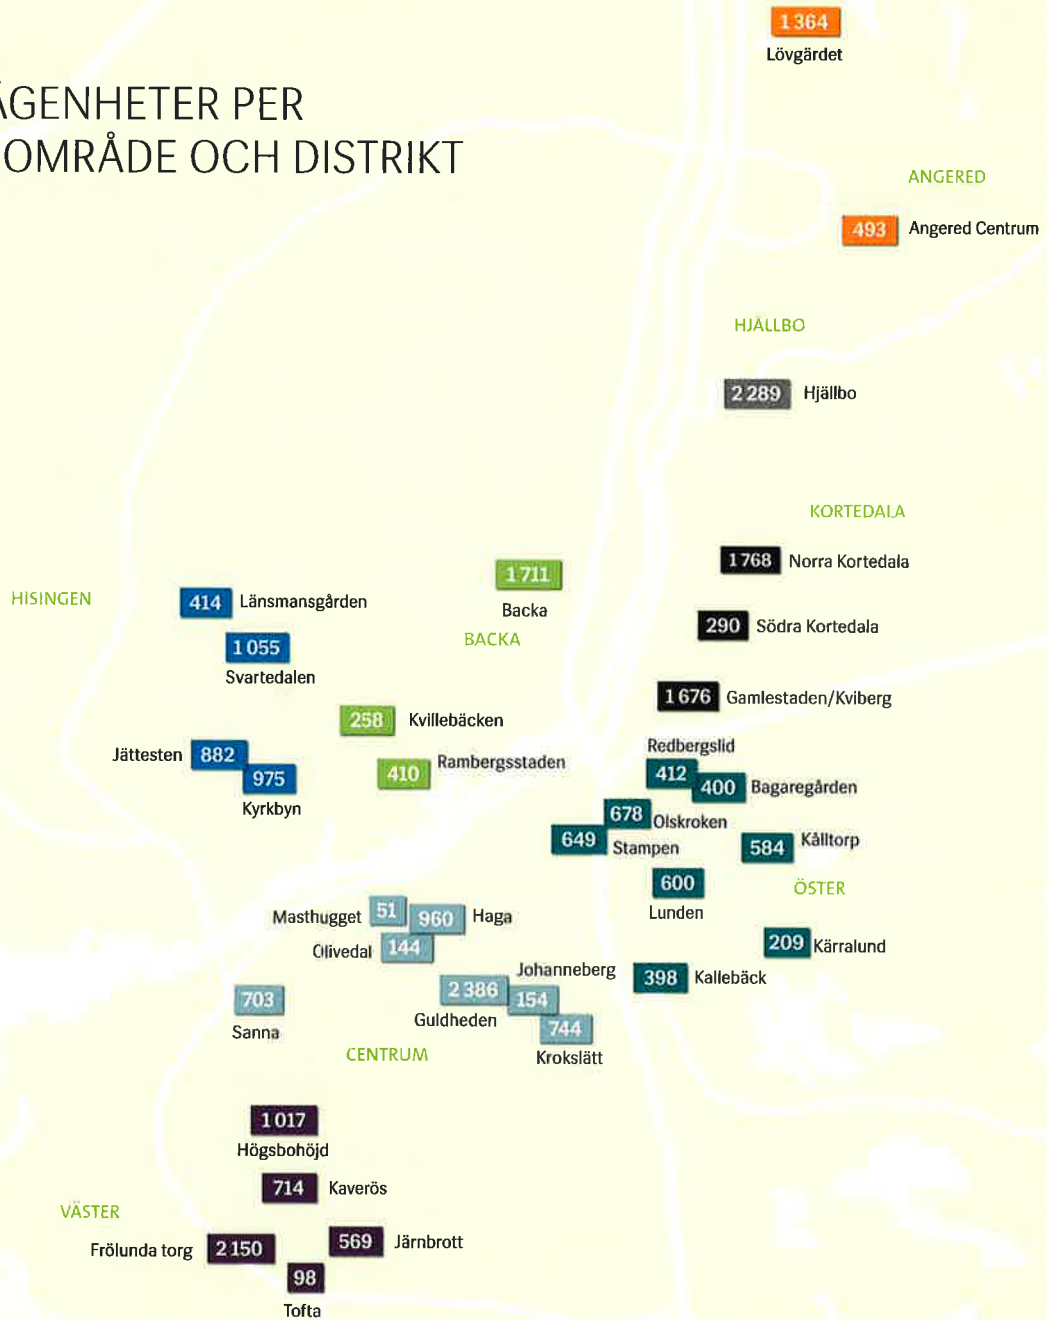 1 364
Lövgärdet
ÄGENHETER PER
OMRÅDE OCH DISTRIKT
ANGERED
493 Angered Centrum
HJÄLLBO
2 289 Hjällbo
KORTEDALA
1 768 Norra Kortedala
1 711
Backa
BACKA
HISINGEN
414 Länsmansgården
290 Södra Kortedala
1 055
Svartedalen
1 676 Gamlestaden/Kviberg
258 Kvillebäcken
Jättesten 882
975
Kyrkbyn
410 Rambergsstaden
Redbergslid
412
400 Bagaregården
678 Olskroken
649 Stampen
584 Kålltorp
600
Lunden
ÖSTER
Masthugget 51
960 Haga
Olivedal 144
209 Kärralund
398 Kallebäck
Johanneberg
2 386
154
Guldheden
744
Krokslätt
703
Sanna
CENTRUM
1 017
Högsbohöjd
714 Kaverös
VÄSTER
Frölunda torg 2 150
569 Järnbrott
98
Tofta